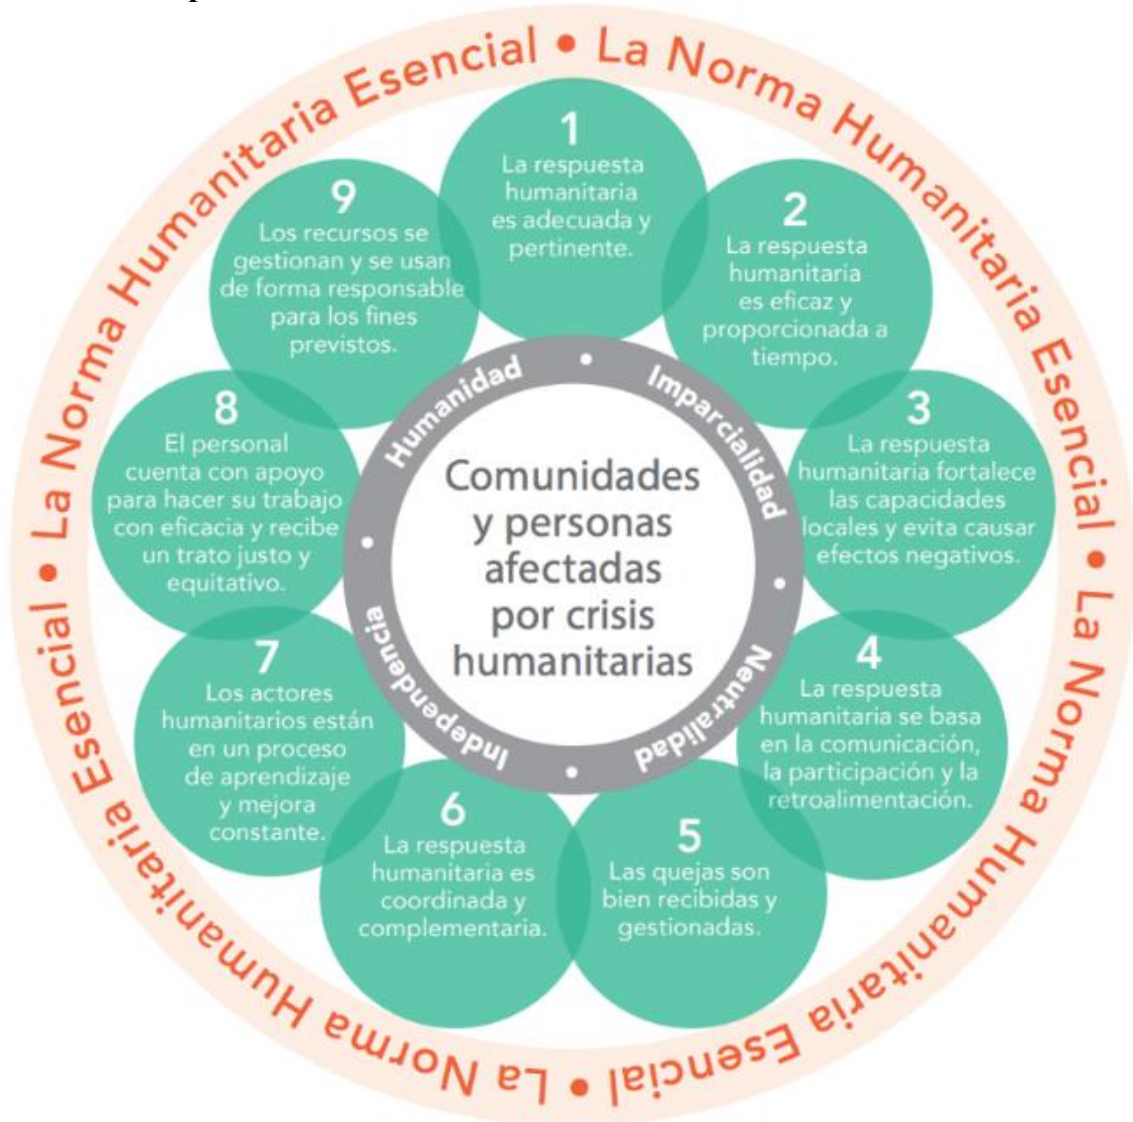 La Norma Humanitaria Esencial • La Norma Humanitaria Esencial • La Norma Humanitaria Esencial • La Norma Humanitaria Esencial •
1
La respuesta
humanitaria
es adecuada y
pertinente.
2
La respuesta
humanitaria
es eficaz y
proporcionada a
tiempo.
3
La respuesta
humanitaria fortalece
las capacidades
locales y evita causar
efectos negativos.
4
La respuesta
humanitaria se basa
en la comunicación,
la participación y la
retroalimentación.
5
Las quejas son
bien recibidas y
gestionadas.
6
La respuesta
humanitaria es
coordinada y
complementaria.
7
Los actores
humanitarios están
en un proceso
de aprendizaje
y mejora
constante.
8
El personal
cuenta con apoyo
para hacer su trabajo
con eficacia y recibe
un trato justo y
equitativo.
9
Los recursos se
gestionan y se usan
de forma responsable
para los fines
previstos.
Humanidad • Imparcialidad • Neutralidad • Independencia •
Comunidades
y personas
afectadas
por crisis
humanitarias